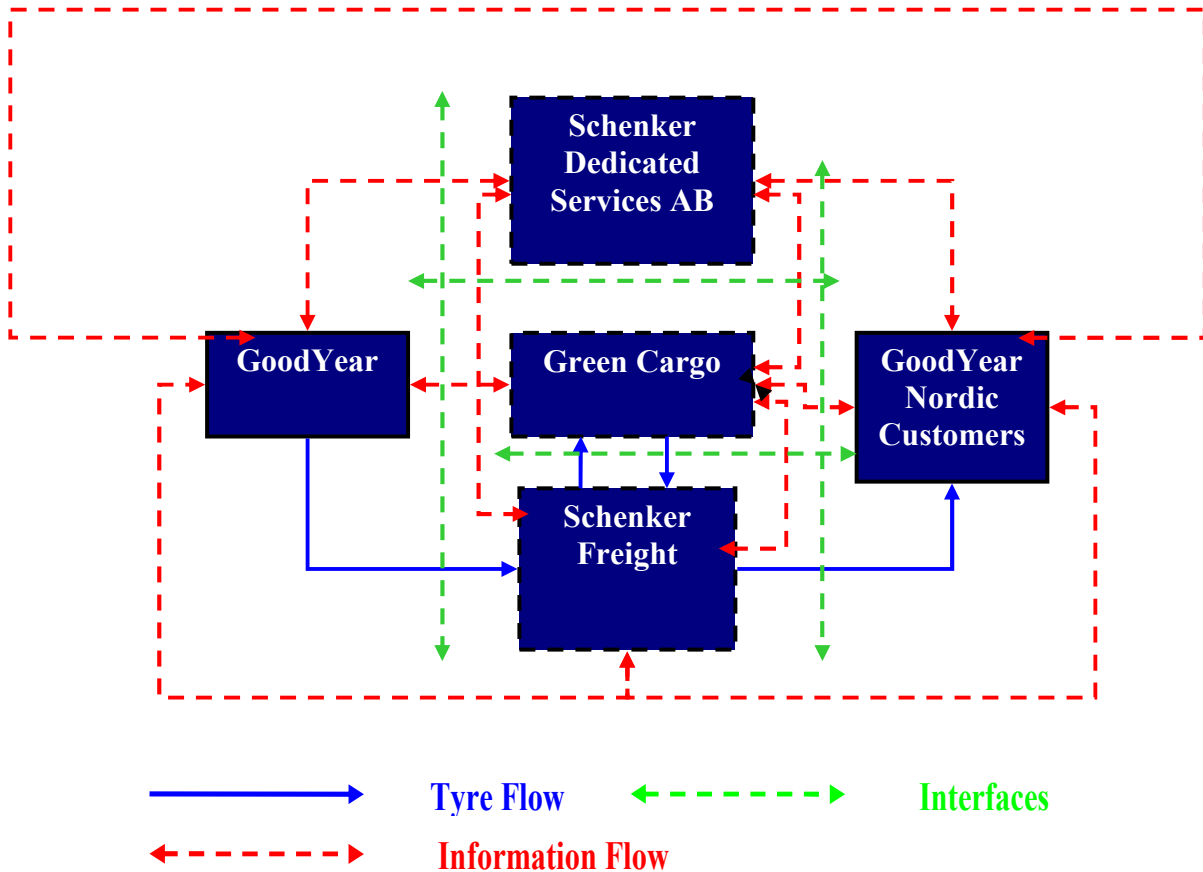 Schenker
Dedicated
Services AB
GoodYear
Green Cargo
GoodYear
Nordic
Customers
Schenker
Freight
Tyre Flow
Interfaces
Information Flow